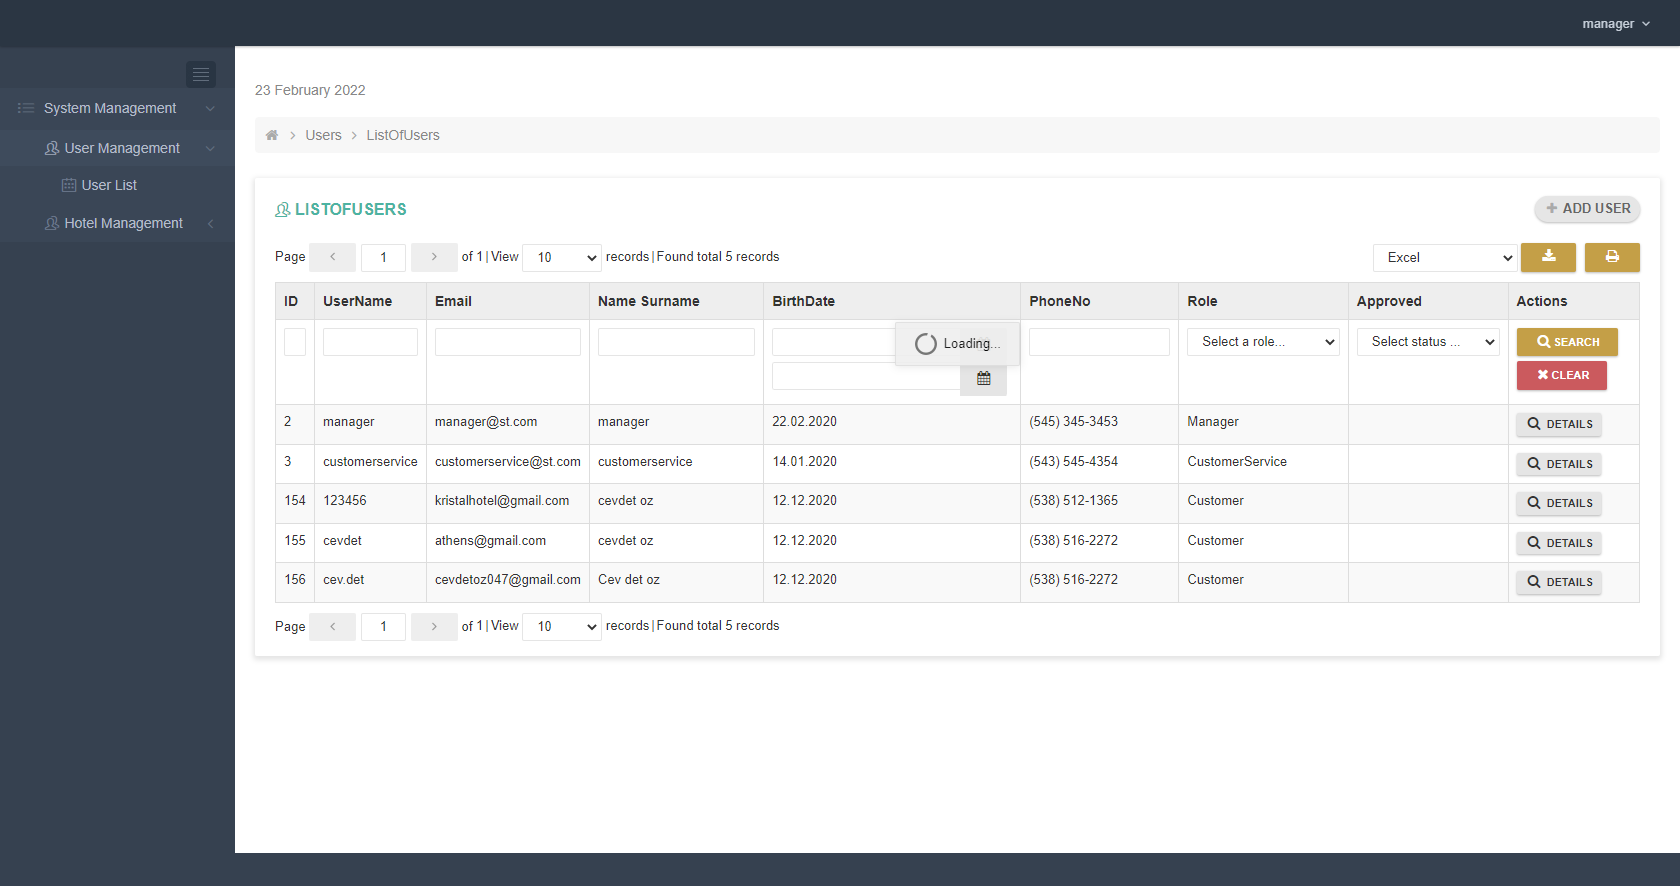 manager
System Management
User Management
User List
Hotel Management
23 February 2022
Users ListOfUsers
LISTOFUSERS
ADD USER
Page 1 of 1 | View 10 records | Found total 5 records
Excel
ID UserName Email Name Surname BirthDate PhoneNo Role Approved Actions
Loading... Select a role... Select status ... SEARCH
CLEAR
2 manager manager@st.com manager 22.02.2020 (545) 345-3453 Manager DETAILS
3 customerservice customerservice@st.com customerservice 14.01.2020 (543) 545-4354 CustomerService DETAILS
154 123456 kristalhotel@gmail.com cevdet oz 12.12.2020 (538) 512-1365 Customer DETAILS
155 cevdet athens@gmail.com cevdet oz 12.12.2020 (538) 516-2272 Customer DETAILS
156 cev.det cevdetoz047@gmail.com Cev det oz 12.12.2020 (538) 516-2272 Customer DETAILS
Page 1 of 1 | View 10 records | Found total 5 records